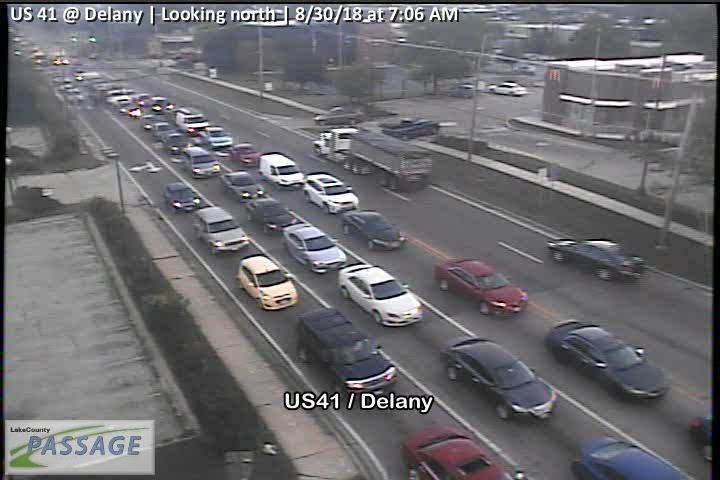 US 41 @ Delany | Looking north | 8/30/18 at 7:06 AM
US41 / Delany
LakeCounty
PASSAGE